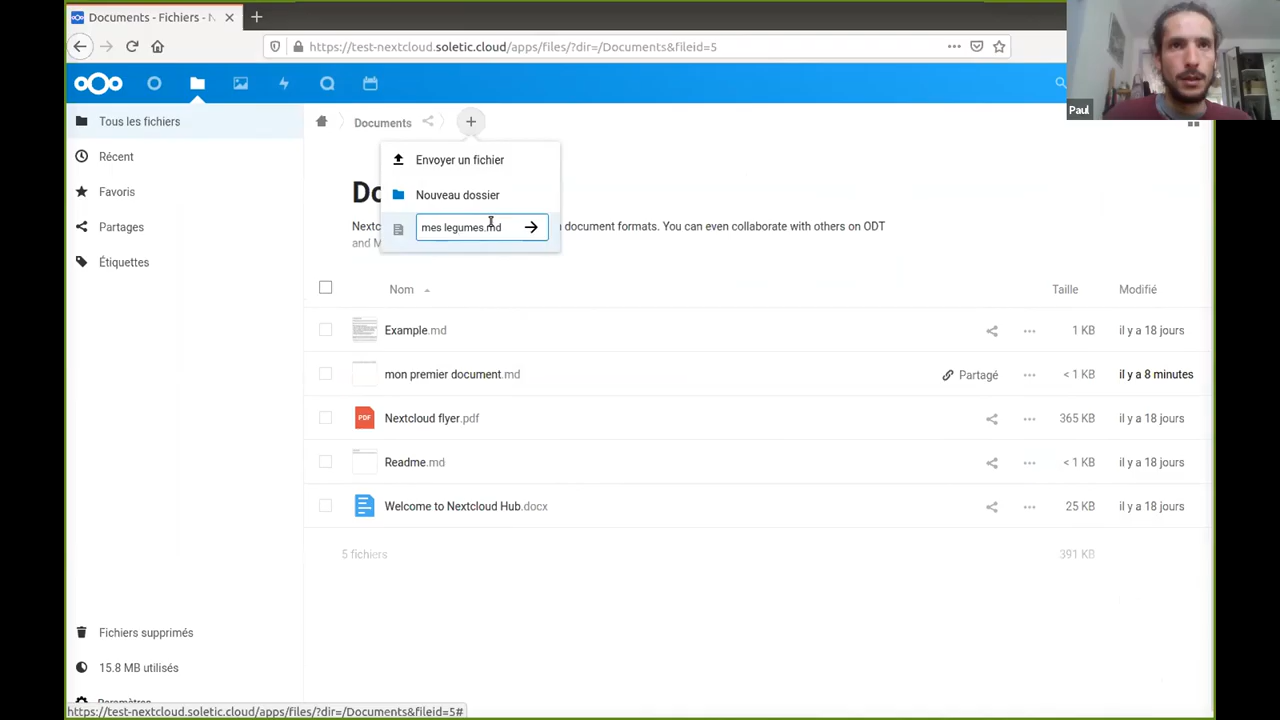 Documents - Fichiers - N
https://test-nextcloud.soletic.cloud/apps/files/?dir=/Documents&fileid=5
Paul
Tous les fichiers
Récent
Favoris
Partages
Étiquettes
Fichiers supprimés
15.8 MB utilisés
Paramètres
Documents
Envoyer un fichier
Nouveau dossier
mes legumes.md
Do
Nextc document formats. You can even collaborate with others on ODT
and M
Nom Taille Modifié
Example.md 1 KB il y a 18 jours
mon premier document.md Partagé < 1 KB il y a 8 minutes
PDF Nextcloud flyer.pdf 365 KB il y a 18 jours
Readme.md < 1 KB il y a 18 jours
Welcome to Nextcloud Hub.docx 25 KB il y a 18 jours
5 fichiers 391 KB
https://test-nextcloud.soletic.cloud/apps/files/?dir=/Documents&fileid=5#